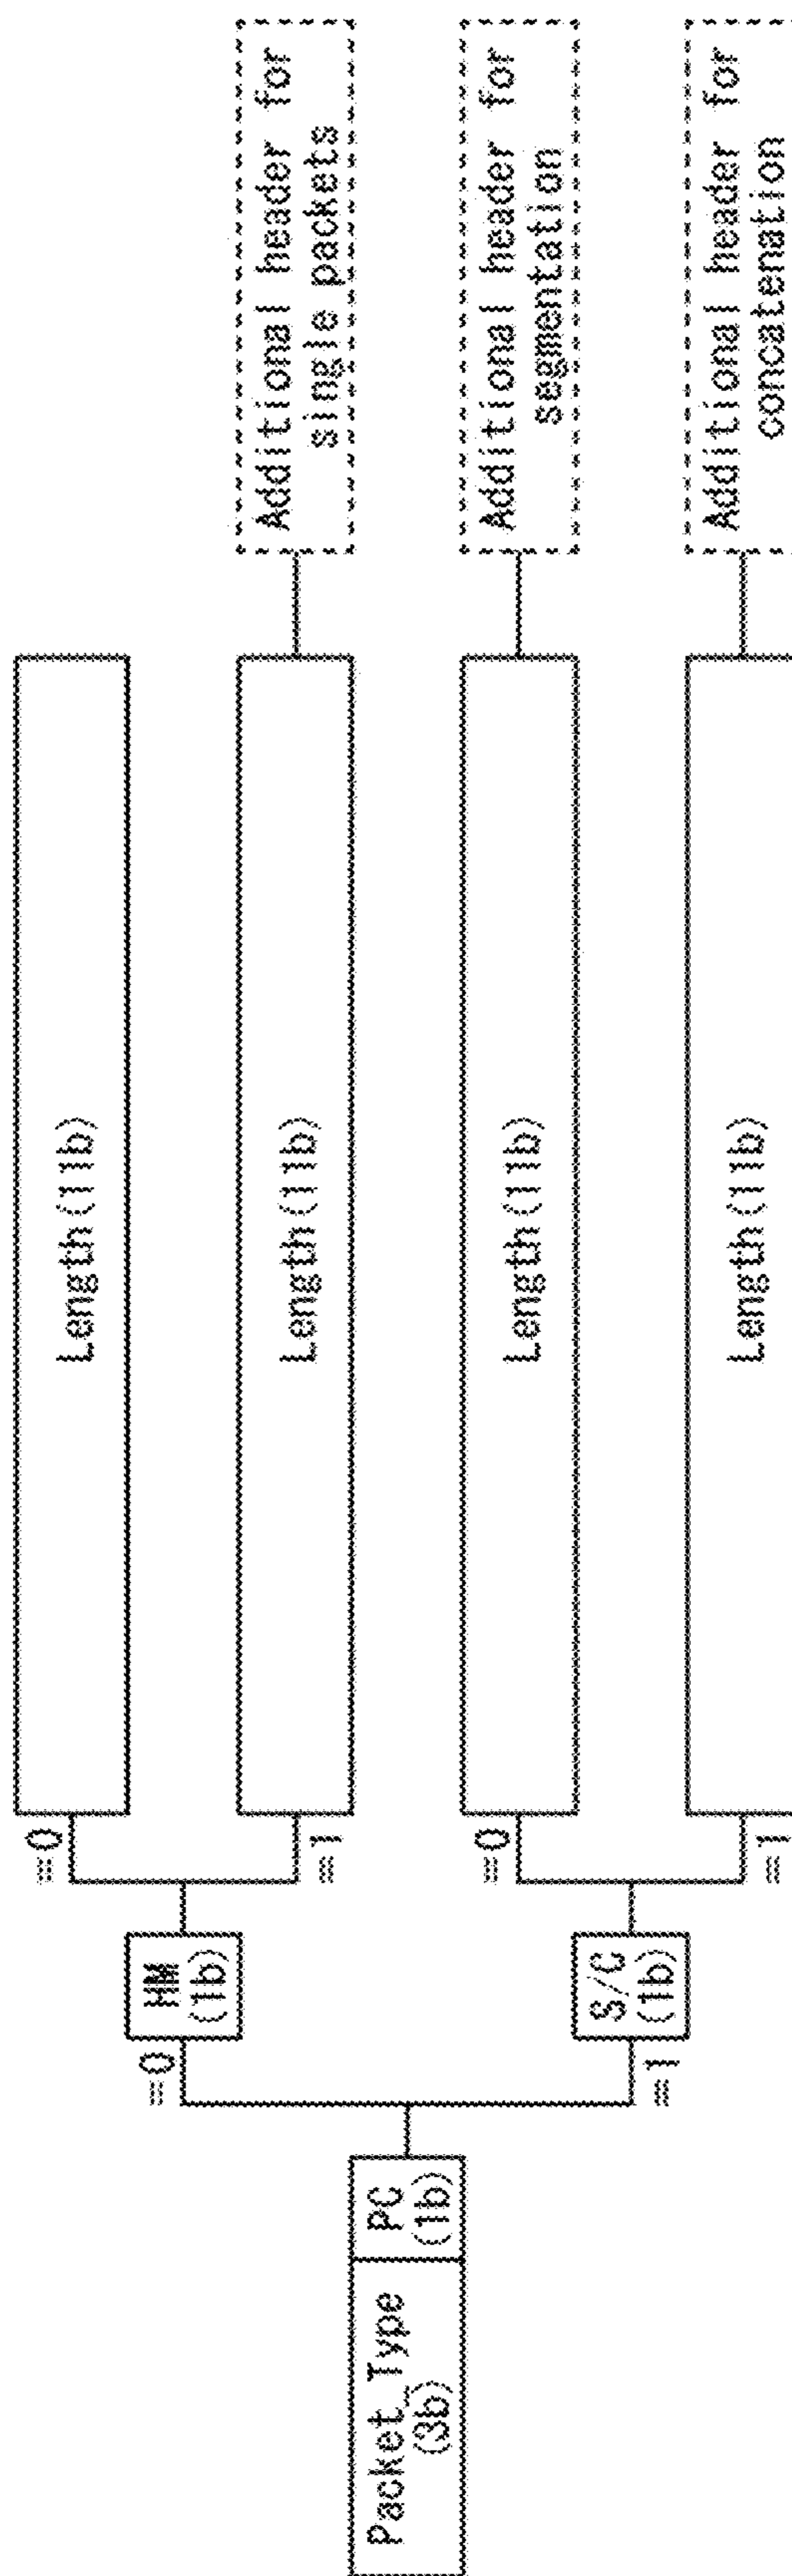 Packet_Type
(3b)
PC
(1b)
=0
HM
(1b)
=0
Length(11b)
=1
Length(11b)
Additional header for
single packets
=1
S/C
(1b)
=0
Length(11b)
Additional header for
segmentation
=1
Length(11b)
Additional header for
concatenation